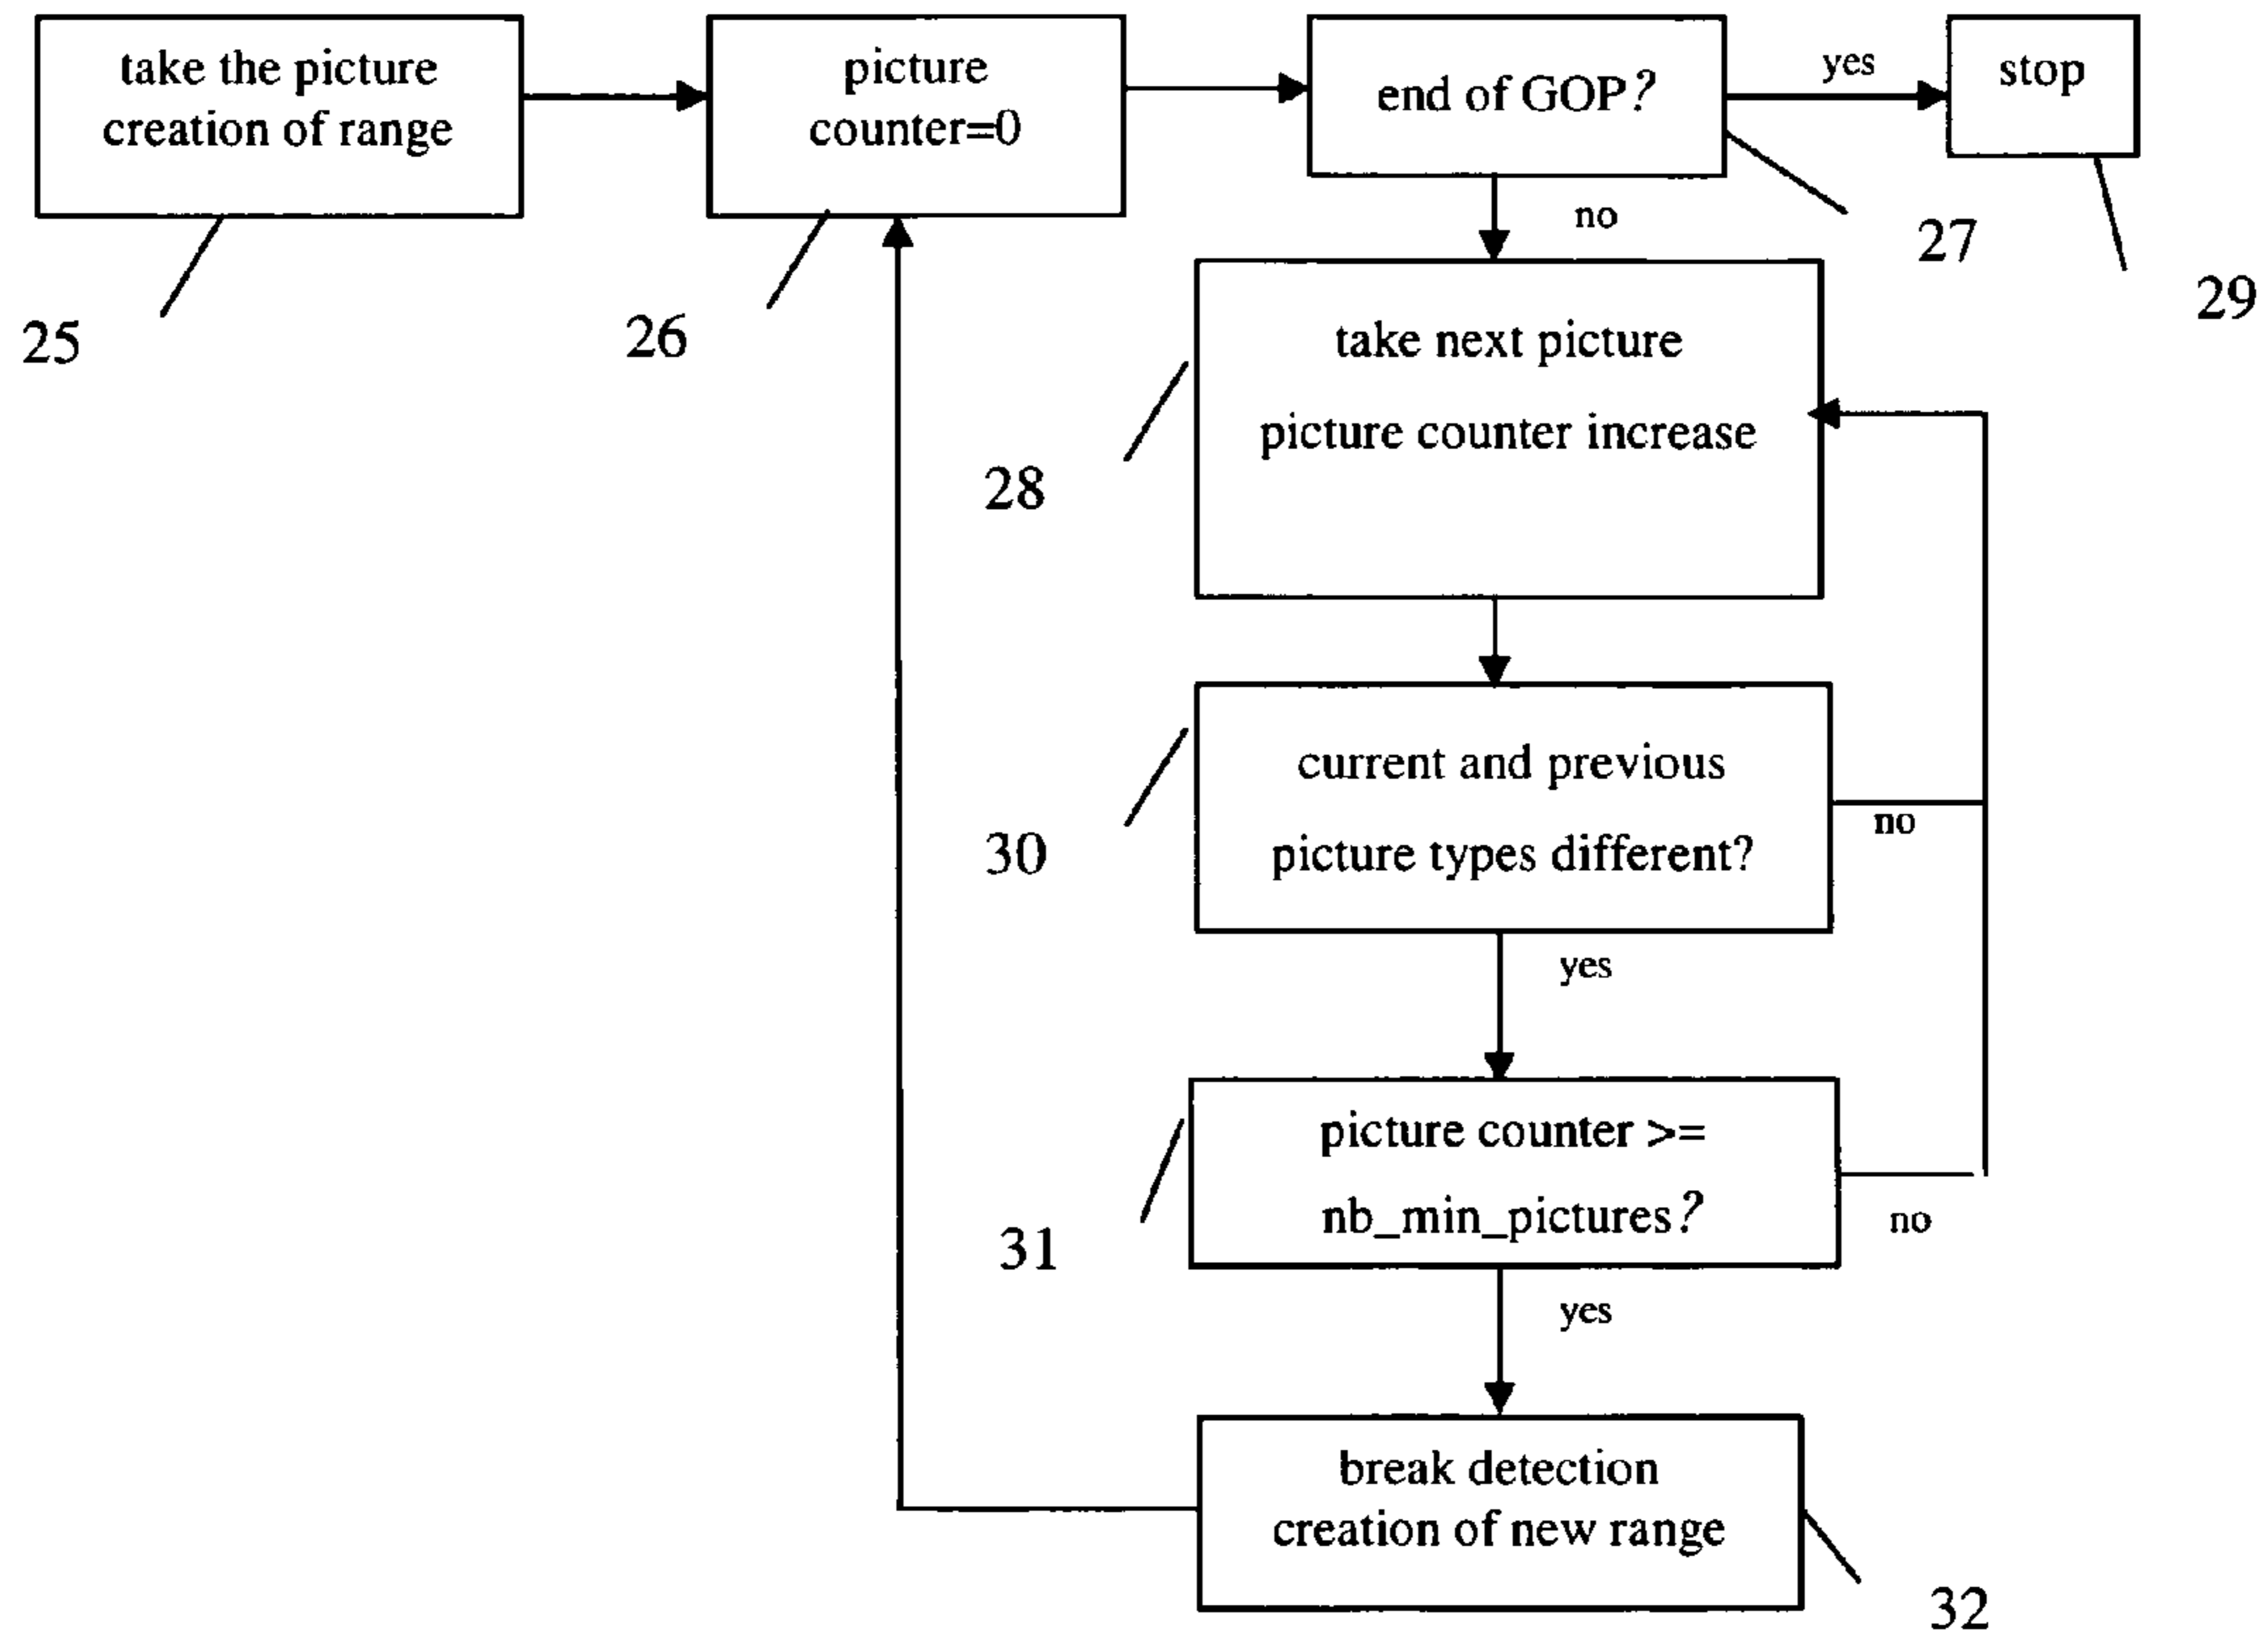 take the picture
creation of range
25
picture
counter=0
26
end of GOP?
27
yes
stop
29
no
take next picture
picture counter increase
28
current and previous
picture types different?
30
no
yes
picture counter >=
nb_min_pictures?
31
no
yes
break detection
creation of new range
32